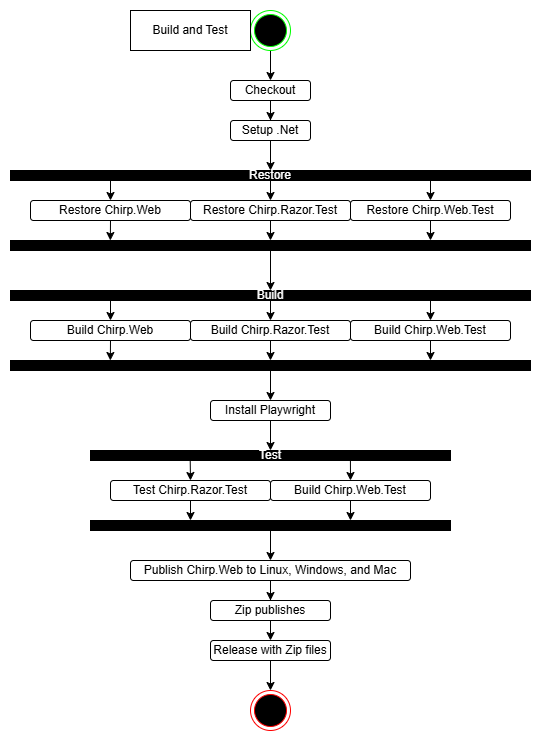 Build and Test
Checkout
Setup .Net
Restore
Restore Chirp.Web
Restore Chirp.Razor.Test
Restore Chirp.Web.Test
Build
Build Chirp.Web
Build Chirp.Razor.Test
Build Chirp.Web.Test
Install Playwright
Test
Test Chirp.Razor.Test
Build Chirp.Web.Test
Publish Chirp.Web to Linux, Windows, and Mac
Zip publishes
Release with Zip files